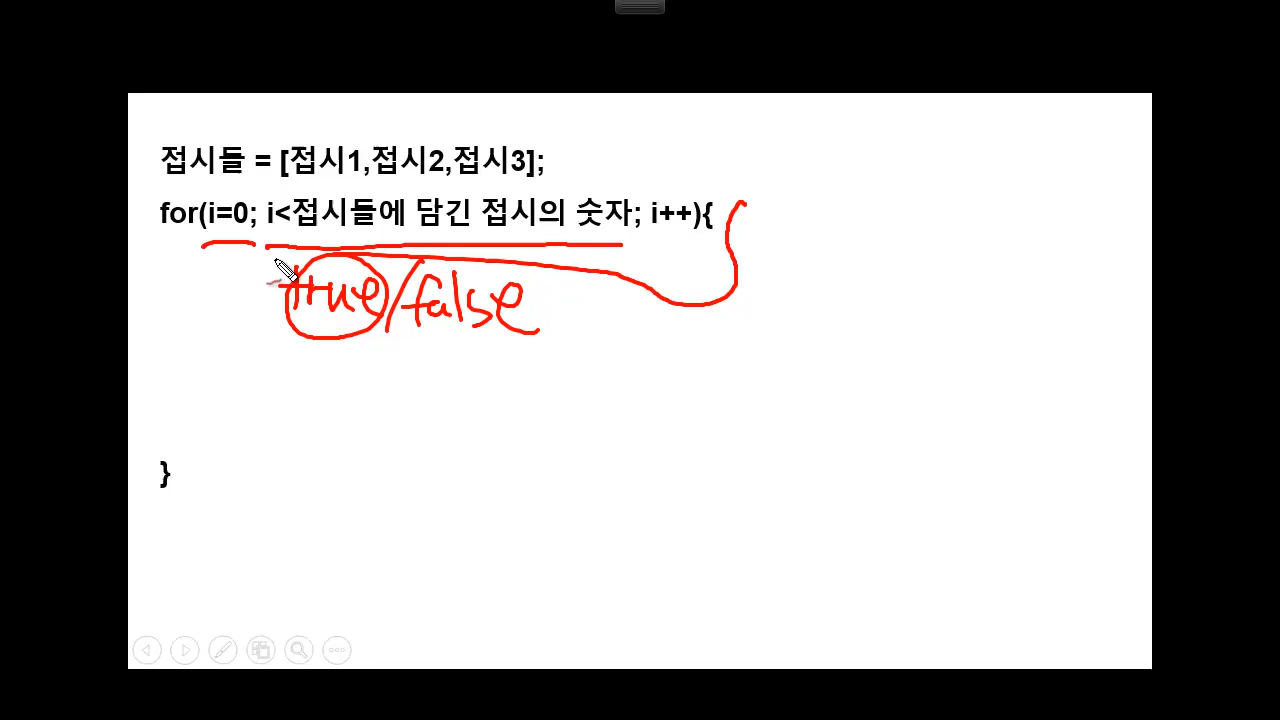 접시들 = [접시1,접시2,접시3];
for(i=0; i<접시들에 담긴 접시의 숫자; i++){
true/false
}